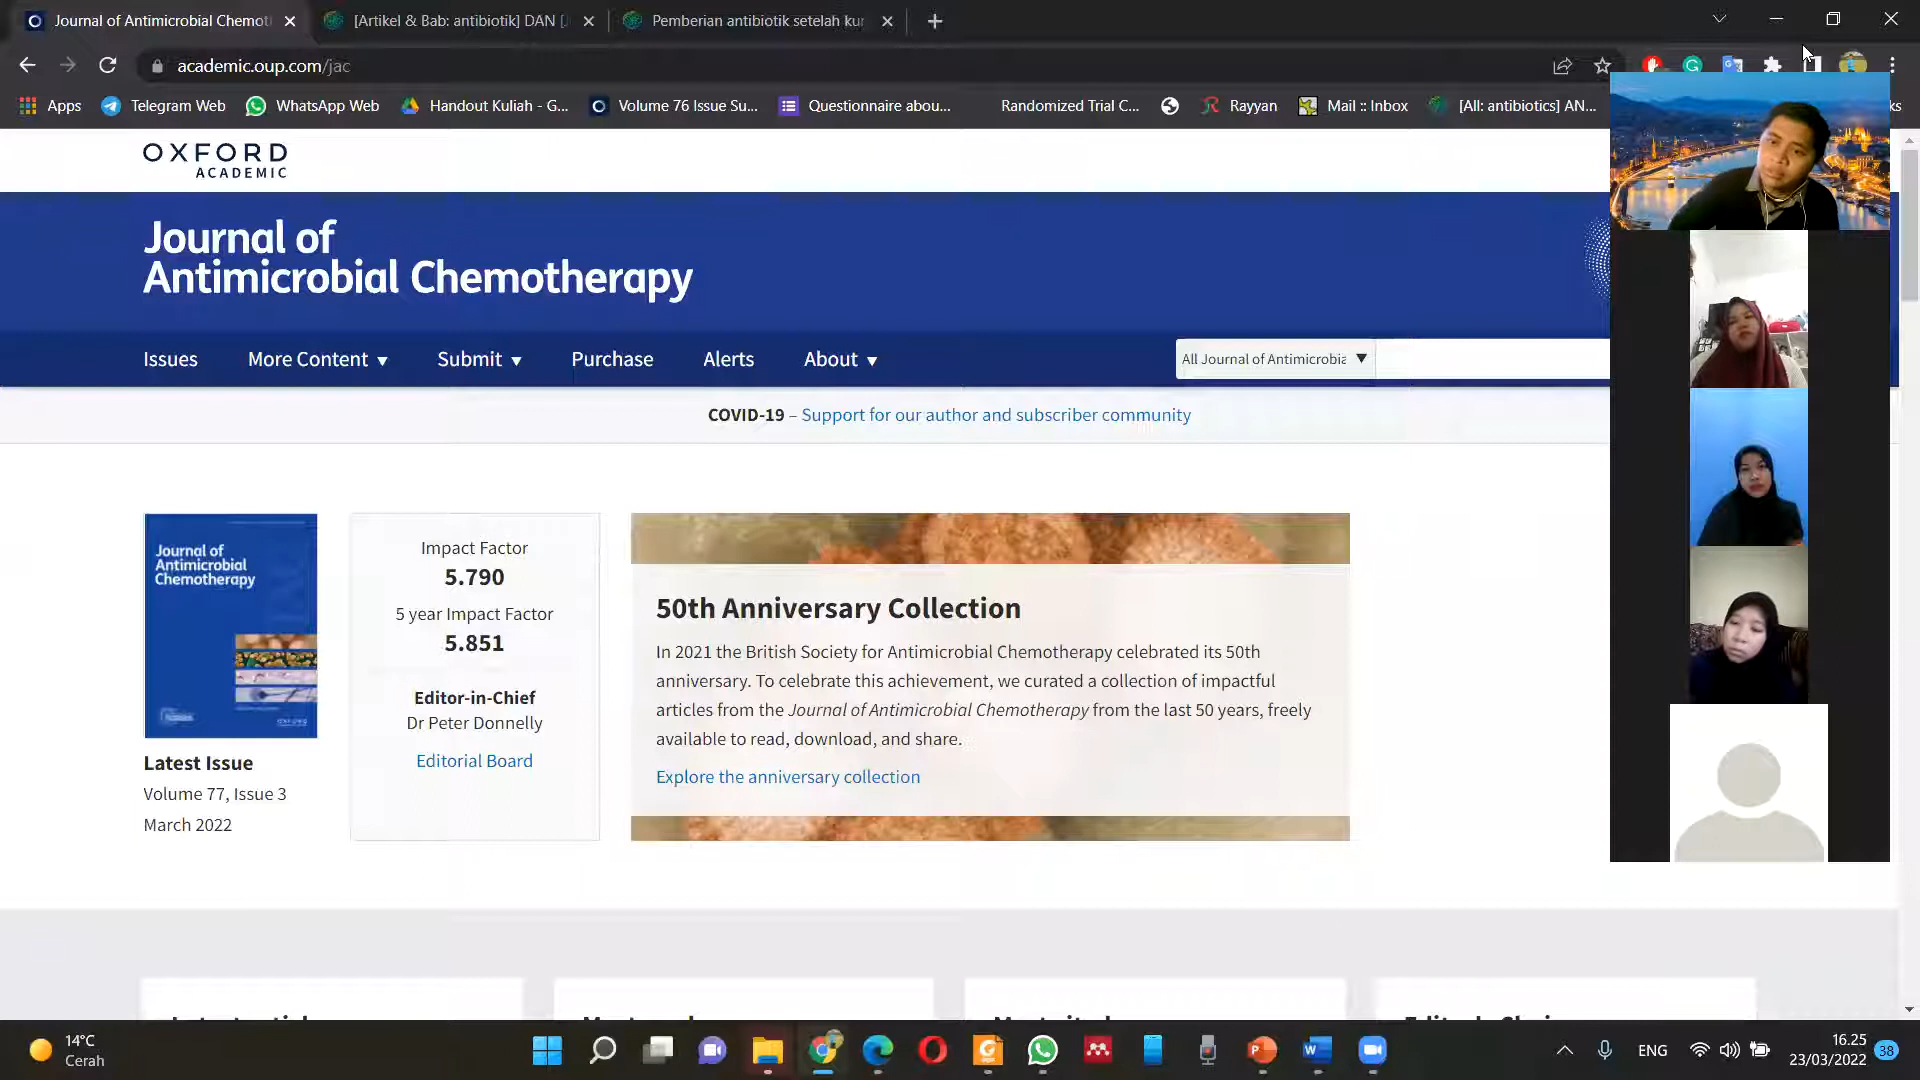 Journal of Antimicrobial Chemot
[Artikel & Bab: antibiotik] DAN [
Pemberian antibiotik setelah kur
academic.oup.com/jac
Apps
Telegram Web
WhatsApp Web
Handout Kuliah - G...
Volume 76 Issue Su...
Questionnaire abou...
Randomized Trial C...
Rayyan
Mail :: Inbox
[All: antibiotics] AN...
ks
OXFORD
ACADEMIC
Journal of
Antimicrobial Chemotherapy
Issues
More Content
Submit
Purchase
Alerts
About
All Journal of Antimicrobia
COVID-19 – Support for our author and subscriber community
Journal of
Antimicrobial
Chemotherapy
Latest Issue
Volume 77, Issue 3
March 2022
Impact Factor
5.790
5 year Impact Factor
5.851
Editor-in-Chief
Dr Peter Donnelly
Editorial Board
50th Anniversary Collection
In 2021 the British Society for Antimicrobial Chemotherapy celebrated its 50th
anniversary. To celebrate this achievement, we curated a collection of impactful
articles from the Journal of Antimicrobial Chemotherapy from the last 50 years, freely
available to read, download, and share.
Explore the anniversary collection
14°C
Cerah
ENG
16.25
23/03/2022
38